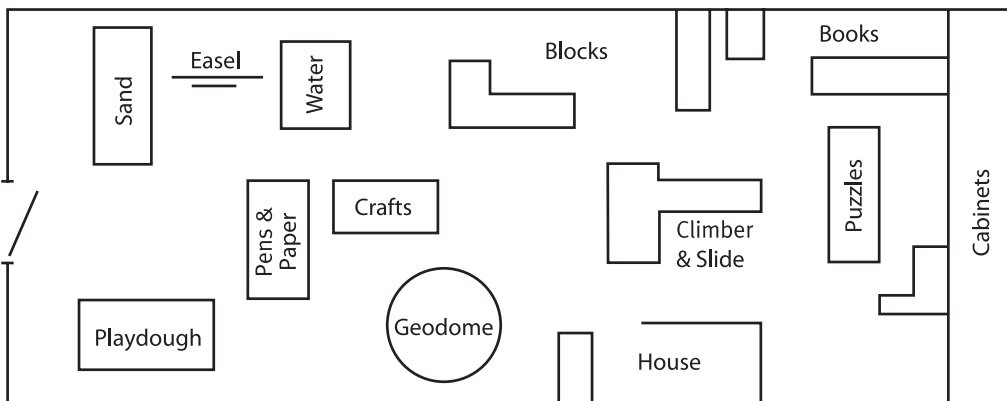 Blocks
Books
Easel
Sand
Water
Pens &
Paper
Crafts
Climber
& Slide
Puzzles
Cabinets
Playdough
Geodome
House